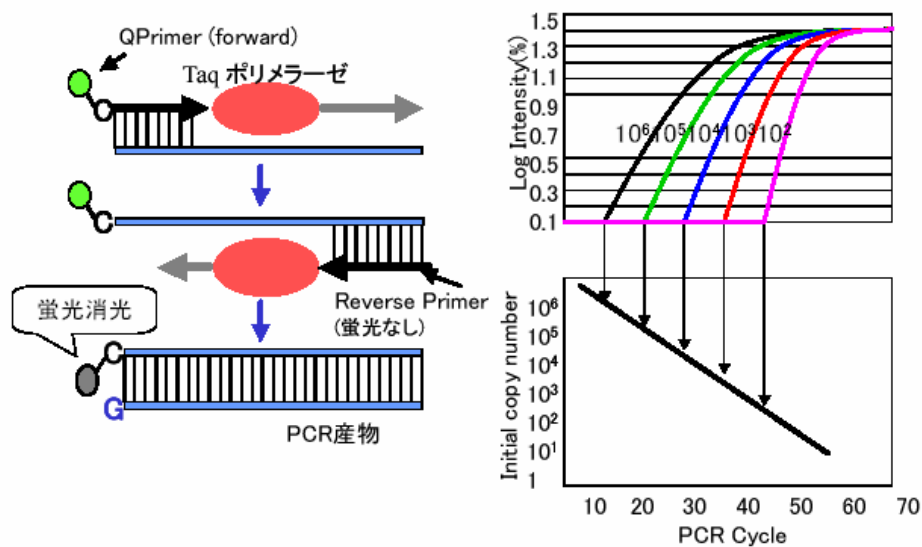 QPrimer (forward)
Taq ポリメラーゼ
C
C
Reverse Primer
(蛍光なし)
蛍光消光
C
G
PCR産物
Log Intensity(%)
1.5
1.3
1.1
0.9
0.7
0.5
0.3
0.1
10⁶ 10⁵ 10⁴ 10³ 10²
Initial copy number
10⁶
10⁵
10⁴
10³
10²
10¹
1
10 20 30 40 50 60 70
PCR Cycle